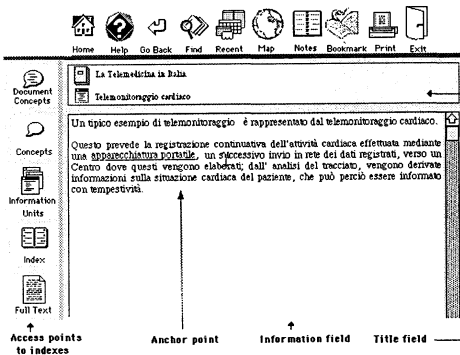 Home Help Go Back Find Recent Map Notes Bookmark Print Exit
Document
Concepts
Concepts
Information
Units
Index
Full Text
La Telemedicina in Italia
Telemonitoraggio cardiaco
Un tipico esempio di telemonitoraggio è rappresentato dal telemonitoraggio cardiaco.
Questo prevede la registrazione continuativa dell'attività cardiaca effettuata mediante
una apparecchiatura portatile, un successivo invio in rete dei dati registrati, verso un
Centro dove questi vengono elaborati; dall' analisi del tracciato, vengono derivate
informazioni sulla situazione cardiaca del paziente, che può perciò essere informato
con tempestività.
Access points
to indexes
Anchor point
Information field
Title field